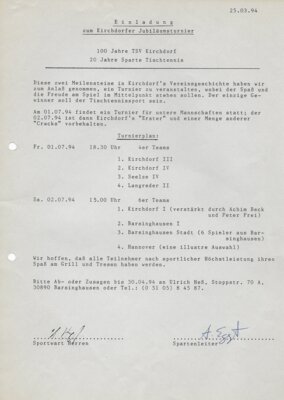 25.03.94
Einladung
zum Kirchdorfer Jubiläumsturnier
100 Jahre TSV Kirchdorf
20 Jahre Sparte Tischtennis
Diese zwei Meilensteine in Kirchdorf's Vereinsgeschichte haben wir
zum Anlaß genommen, ein Turnier zu veranstalten, wobei der Spaß und
die Freude am Spiel im Mittelpunkt stehen sollen. Der einzige Ge-
winner soll der Tischtennissport sein.
Am 01.07.94 findet ein Turnier für untere Mannschaften statt; der
02.07.94 ist dann Kirchdorf's "Erster" und einer Menge anderer
"Cracks" vorbehalten.
Turnierplan:
Fr. 01.07.94 18.30 Uhr 4er Teams
1. Kirchdorf III
2. Kirchdorf IV
3. Seelze IV
4. Langreder II
Sa. 02.07.94 15.00 Uhr 6er Teams
1. Kirchdorf I (verstärkt durch Achim Beck
und Peter Frei)
2. Barsinghausen I
3. Barsinghausen Stadt (6 Spieler aus Bar-
singhausen)
4. Hannover (eine illustre Auswahl)
Wir hoffen, daß alle Teilnehmer nach sportlicher Höchstleistung ihren
Spaß am Grill und Tresen haben werden.
Bitte Ab- oder Zusagen bis 30.04.94 an Ulrich Neß, Stoppstr. 70 A,
30890 Barsinghausen oder Tel.: (0 51 05) 8 45 87.
Sportwart Herren Spartenleiter